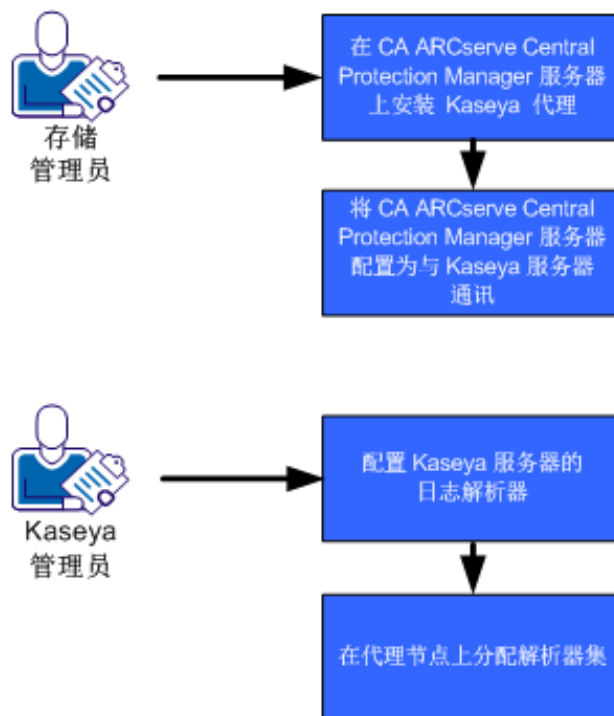 存储
管理员
在 CA ARCserve Central
Protection Manager 服务器
上安装 Kaseya 代理
将 CA ARCserve Central
Protection Manager 服务器
配置为与 Kaseya 服务器
通讯
Kaseya
管理员
配置 Kaseya 服务器的
日志解析器
在代理节点上分配解析器集